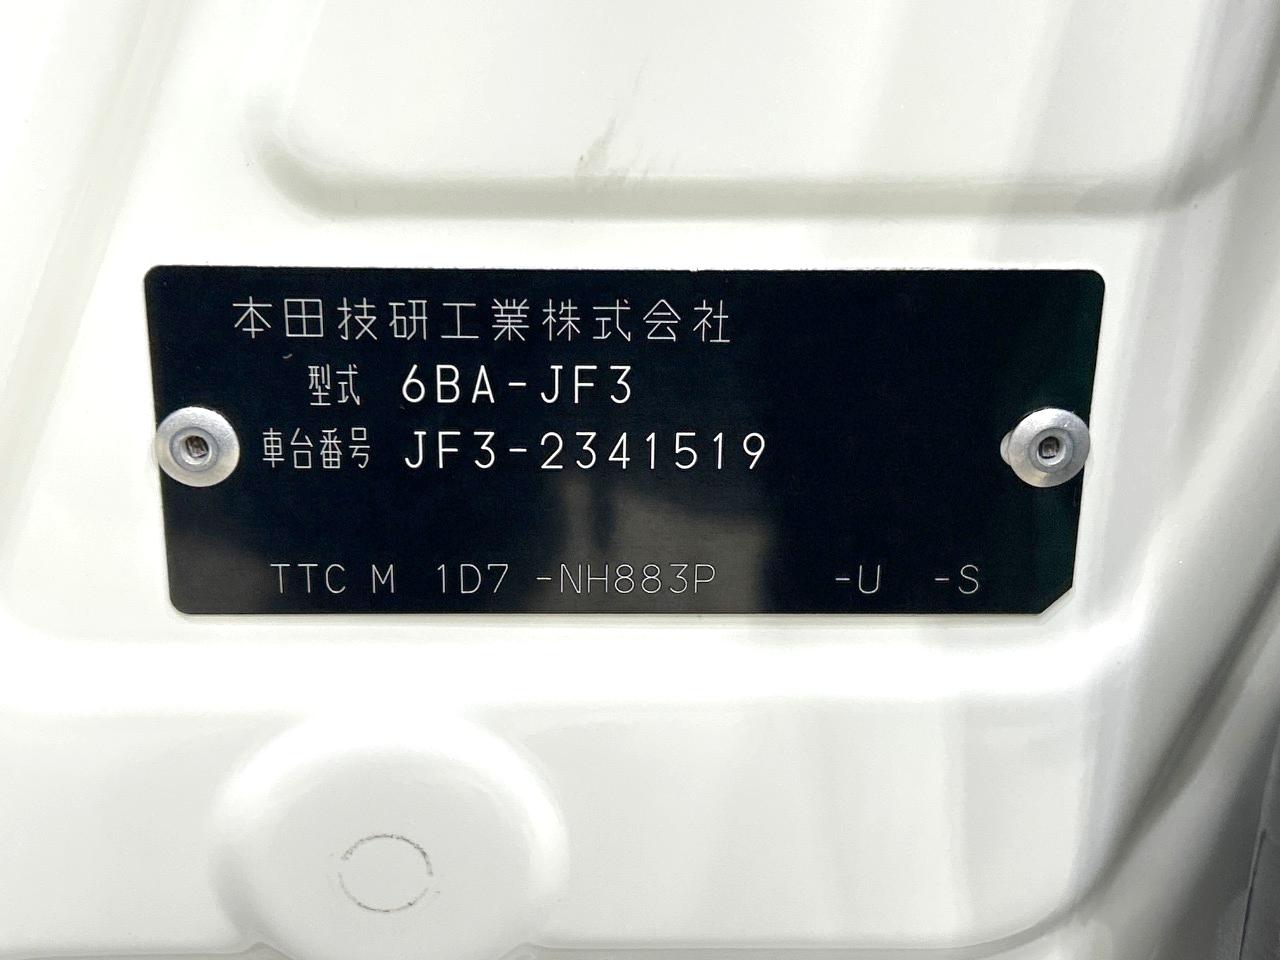 本田技研工業株式会社
型式 6BA-JF3
車台番号 JF3-2341519
TTC M 1D7 -NH883P -U -S